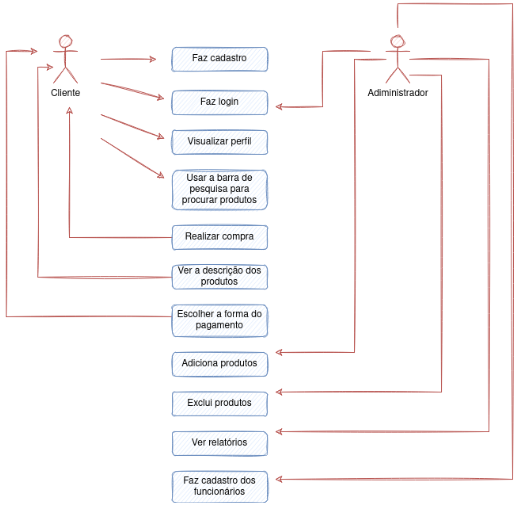 Cliente
Adiministrador
Faz cadastro
Faz login
Visualizar perfil
Usar a barra de
pesquisa para
procurar produtos
Realizar compra
Ver a descrição dos
produtos
Escolher a forma do
pagamento
Adiciona produtos
Exclui produtos
Ver relatórios
Faz cadastro dos
funcionários